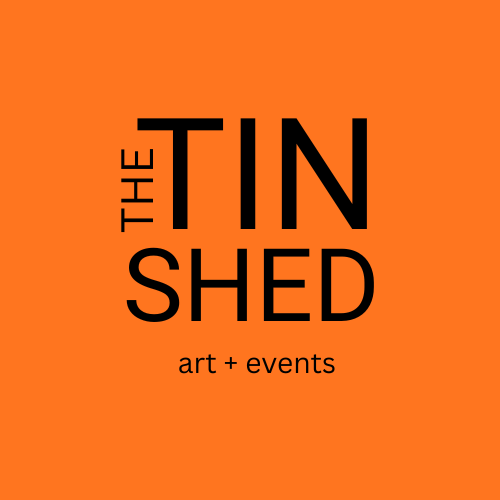 THE
TIN
SHED
art + events